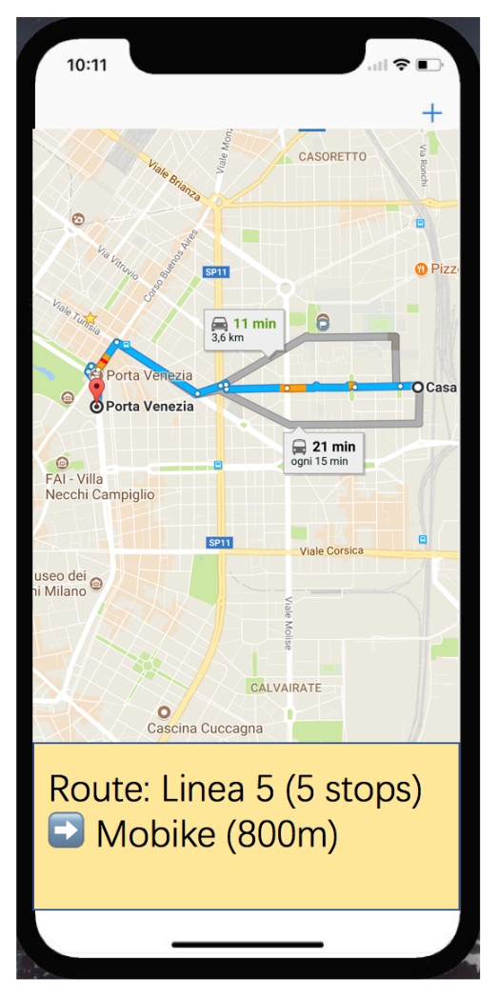 10:11
+
CASORETTO
Viale Brianza
Via Ronchi
Via Vitruvio
Corso Buenos Aires
SP11
Pizz
11 min
3,6 km
Viale Tunisia
Porta Venezia
Casa
Porta Venezia
21 min
ogni 15 min
FAI - Villa
Necchi Campiglio
SP11
Viale Corsica
useo dei
ni Milano
Viale Molise
CALVAIRATE
Cascina Cuccagna
Route: Linea 5 (5 stops)
➡ Mobike (800m)